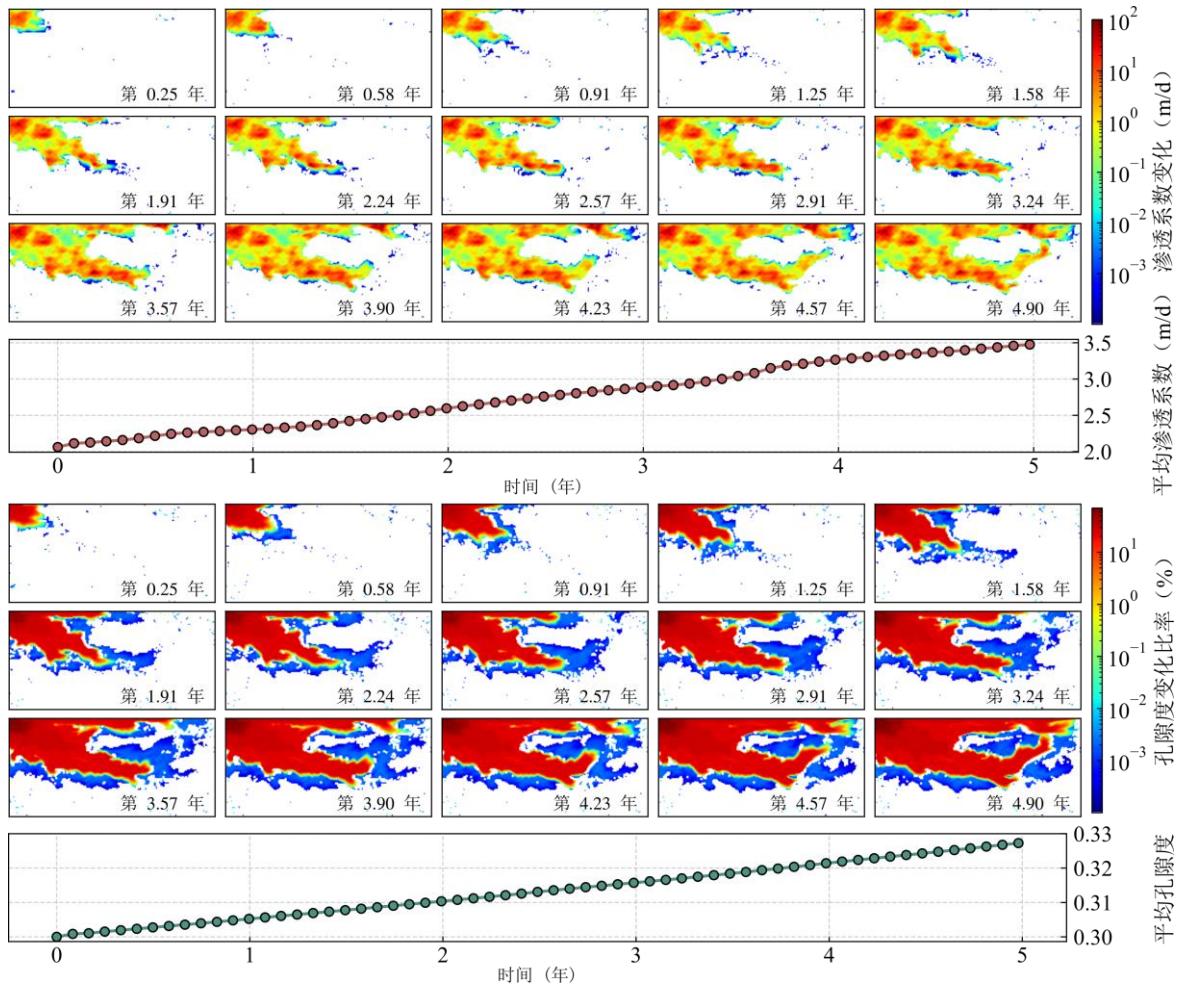 第 0.25 年
第 0.58 年
第 0.91 年
第 1.25 年
第 1.58 年
第 1.91 年
第 2.24 年
第 2.57 年
第 2.91 年
第 3.24 年
第 3.57 年
第 3.90 年
第 4.23 年
第 4.57 年
第 4.90 年
10²
10¹
10⁰
10⁻¹
10⁻²
10⁻³
渗透系数变化（m/d）
3.5
3.0
2.5
2.0
平均渗透系数（m/d）
0 1 2 3 4 5
时间 (年)
第 0.25 年
第 0.58 年
第 0.91 年
第 1.25 年
第 1.58 年
第 1.91 年
第 2.24 年
第 2.57 年
第 2.91 年
第 3.24 年
第 3.57 年
第 3.90 年
第 4.23 年
第 4.57 年
第 4.90 年
10¹
10⁰
10⁻¹
10⁻²
10⁻³
孔隙度变化比率（%）
0.33
0.32
0.31
0.30
平均孔隙度
0 1 2 3 4 5
时间 (年)